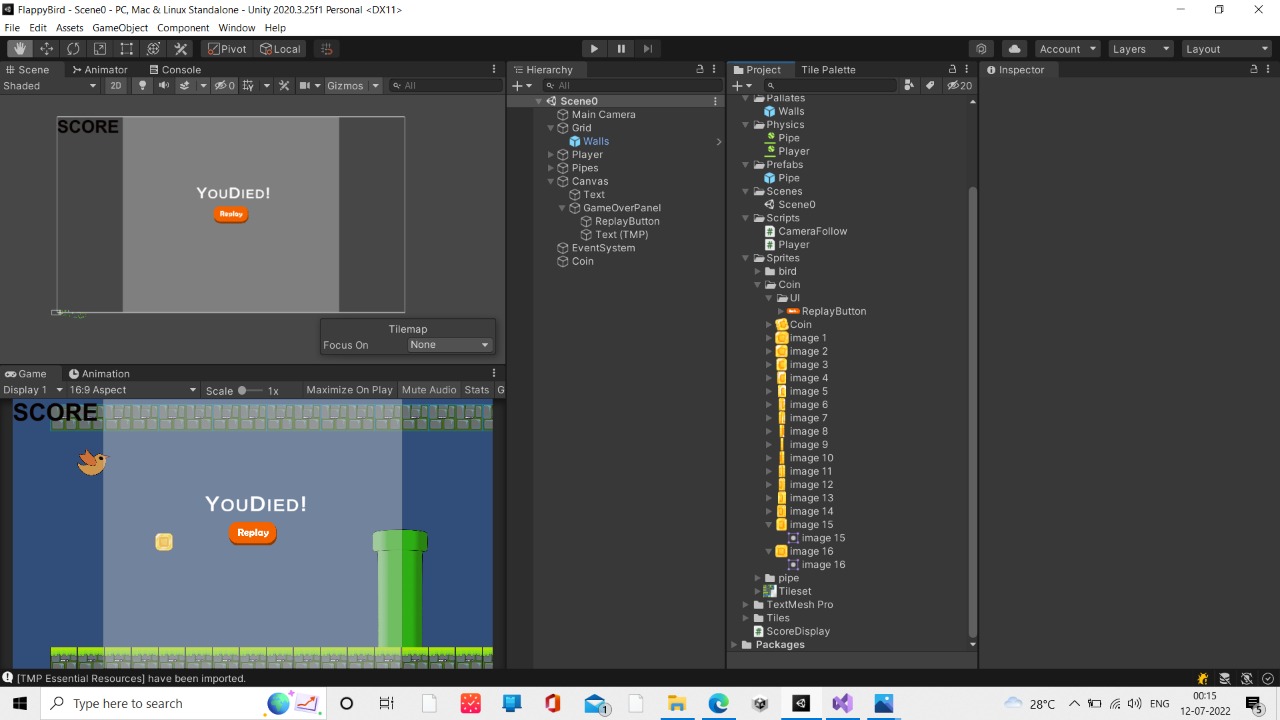 FlappyBird - Scene0 - PC, Mac & Linux Standalone - Unity 2020.3.25f1 Personal <DX11>
File Edit Assets GameObject Component Window Help
Pivot Local Account Layers Layout
Scene Animator Console
Shaded 2D 0 Gizmos All
SCORE
YouDied!
Replay
Tilemap
Focus On None
Game Animation
Display 1 16:9 Aspect Scale 1x Maximize On Play Mute Audio Stats G
SCORE
YouDied!
Replay
Hierarchy
All
Scene0
Main Camera
Grid
Walls
Player
Pipes
Canvas
Text
GameOverPanel
ReplayButton
Text (TMP)
EventSystem
Coin
Project Tile Palette
20
Pallates
Walls
Physics
Pipe
Player
Prefabs
Pipe
Scenes
Scene0
Scripts
CameraFollow
Player
Sprites
bird
Coin
UI
ReplayButton
Coin
image 1
image 2
image 3
image 4
image 5
image 6
image 7
image 8
image 9
image 10
image 11
image 12
image 13
image 14
image 15
image 15
image 16
image 16
pipe
Tileset
TextMesh Pro
Tiles
ScoreDisplay
Packages
Inspector
[TMP Essential Resources] have been imported.
Type here to search
1
28°C
ENG
00:15
12-07-2022
5